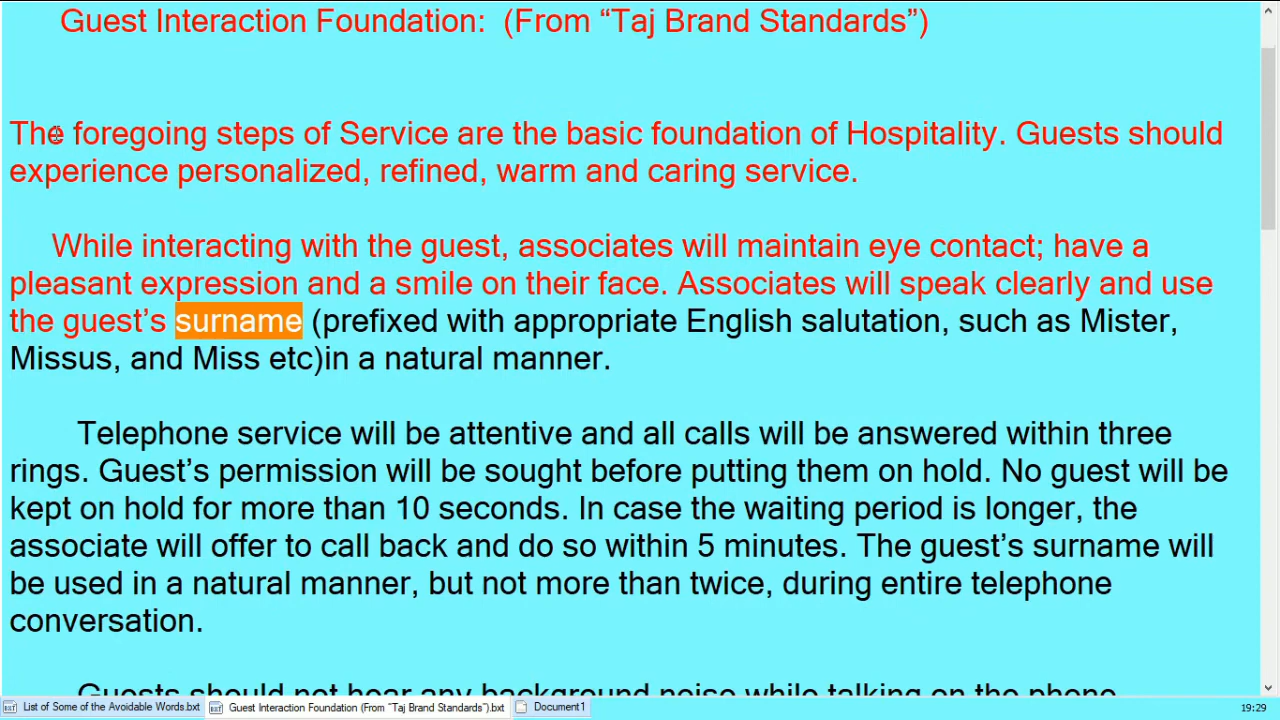 Guest Interaction Foundation:  (From “Taj Brand Standards”)
The foregoing steps of Service are the basic foundation of Hospitality. Guests should
experience personalized, refined, warm and caring service.
While interacting with the guest, associates will maintain eye contact; have a
pleasant expression and a smile on their face. Associates will speak clearly and use
the guest’s surname (prefixed with appropriate English salutation, such as Mister,
Missus, and Miss etc)in a natural manner.
Telephone service will be attentive and all calls will be answered within three
rings. Guest’s permission will be sought before putting them on hold. No guest will be
kept on hold for more than 10 seconds. In case the waiting period is longer, the
associate will offer to call back and do so within 5 minutes. The guest’s surname will
be used in a natural manner, but not more than twice, during entire telephone
conversation.
Guests should not hear any background noise while talking on the phone
List of Some of the Avoidable Words.bxt
Guest Interaction Foundation (From “Taj Brand Standards”).bxt
Document1
19:29